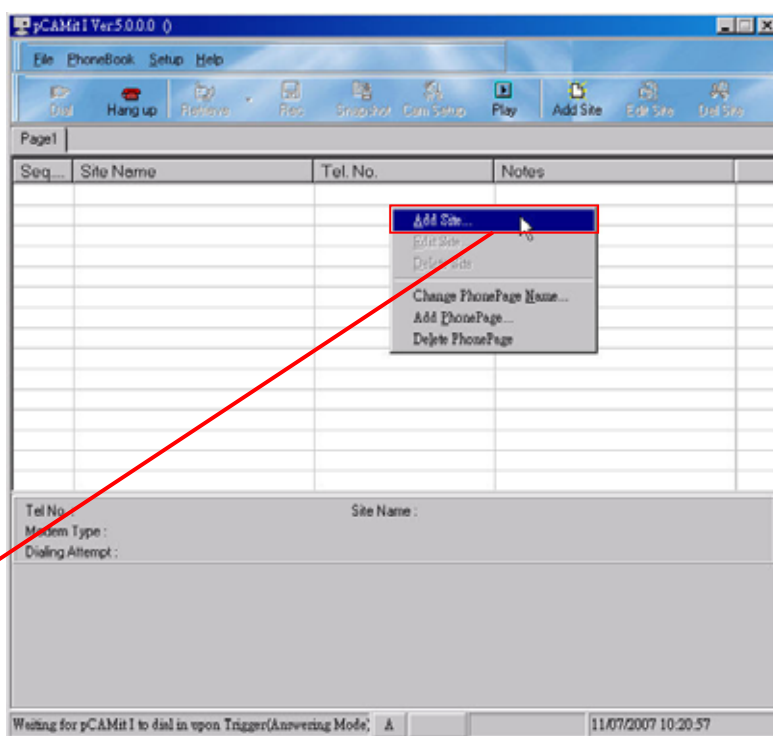 pCAMit I Ver:5.0.0.0 ()
File PhoneBook Setup Help
Dial Hang up Retrieve Rec Snapshot Cam Setup Play Add Site Edit Site Del Site
Page1
Seq... Site Name Tel. No. Notes
Add Site...
Edit Site...
Delete Site
Change PhonePage Name...
Add PhonePage...
Delete PhonePage
Tel No. : Site Name :
Modem Type :
Dialing Attempt :
Waiting for pCAMit I to dial in upon Trigger(Answering Mode) A 11/07/2007 10:20:57